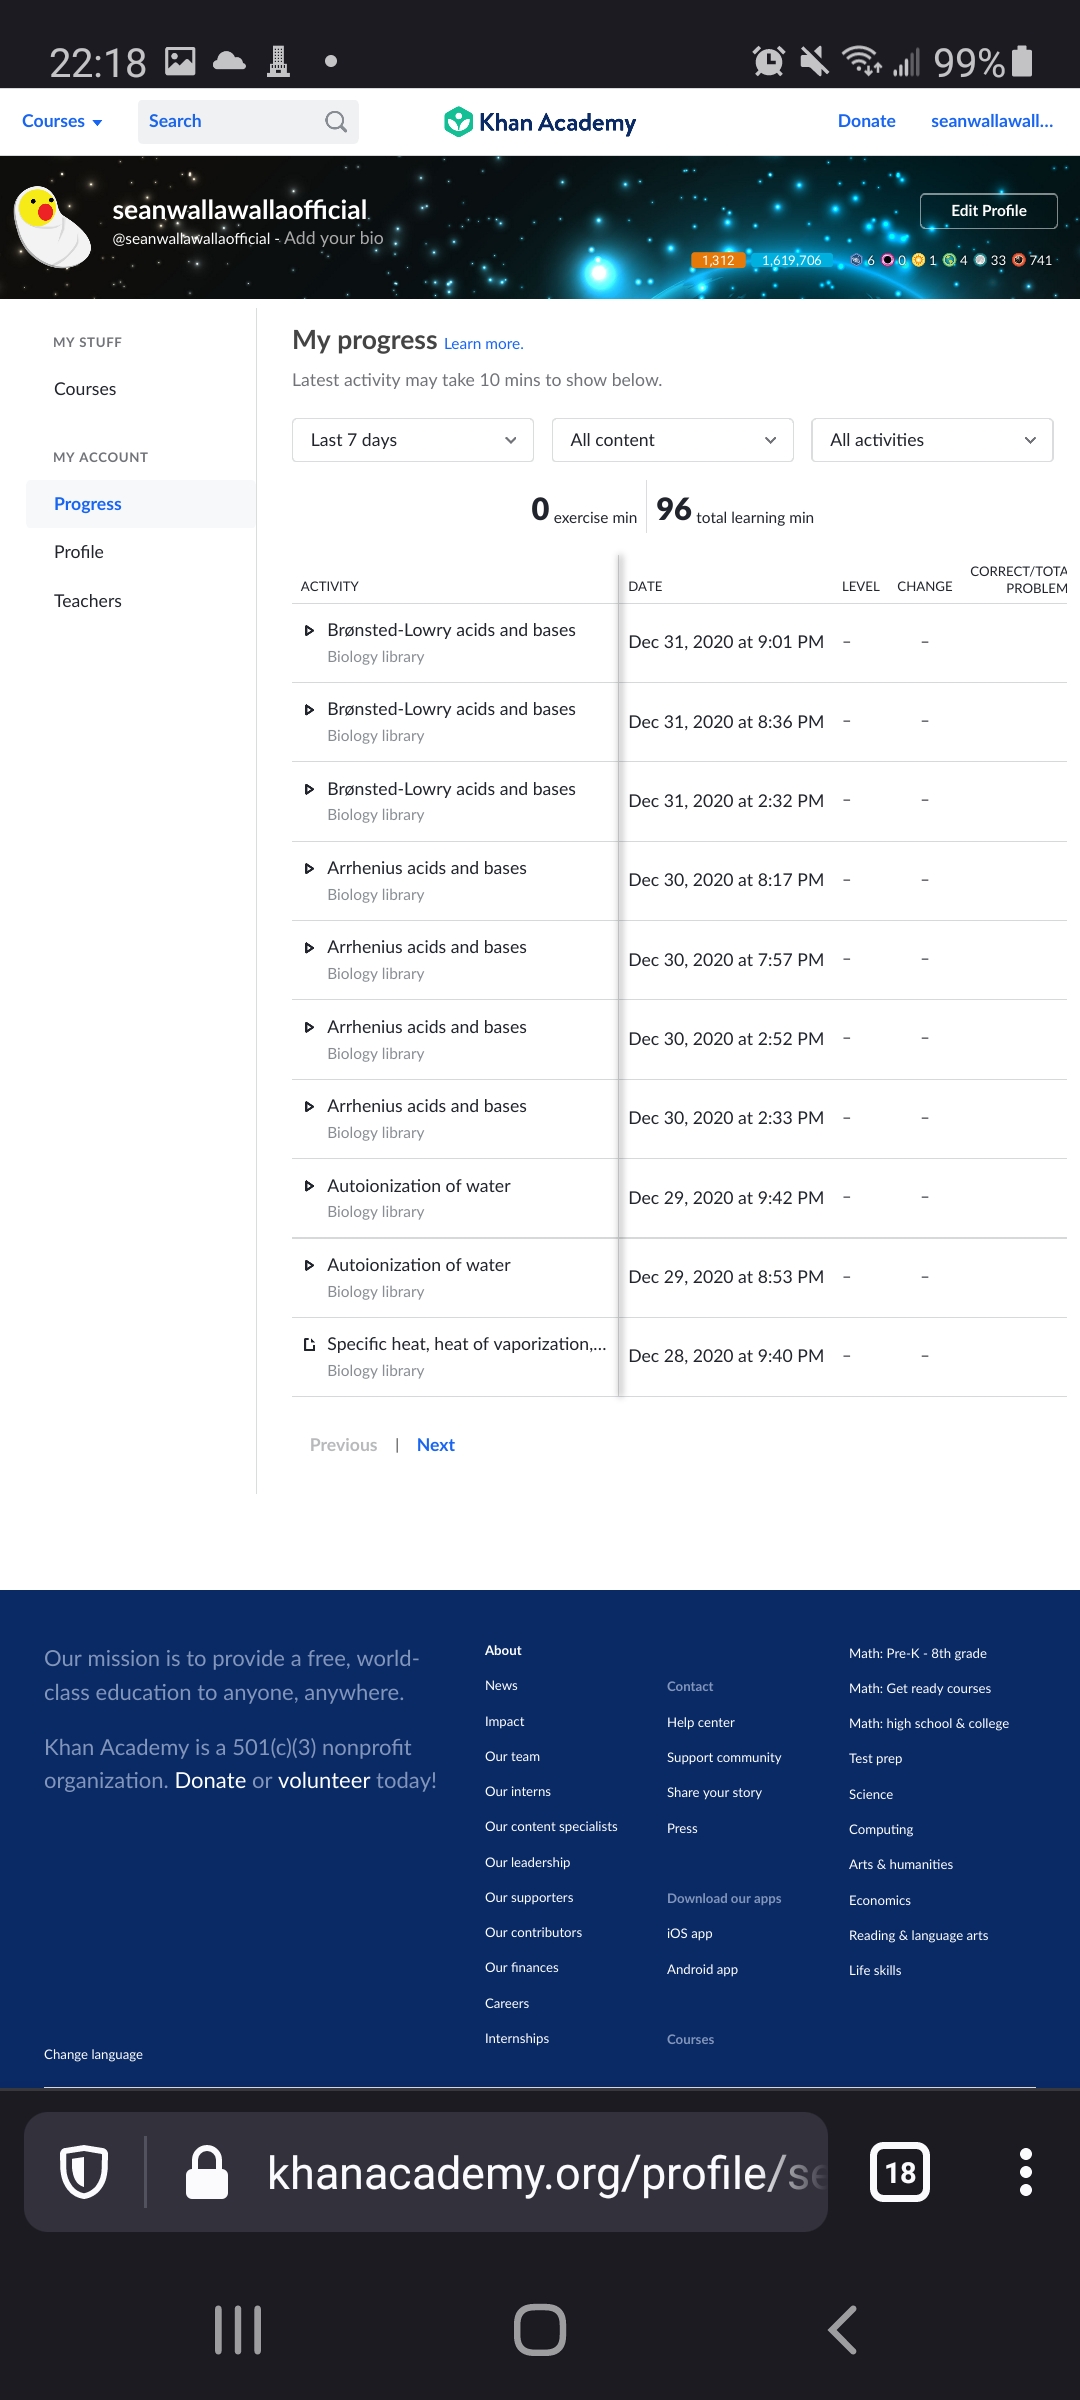 22:18 99%
Courses Search Khan Academy Donate seanwallawall...
seanwallawallaofficial
@seanwallawallaofficial - Add your bio
Edit Profile
1,312 1,619,706 6 0 1 4 33 741
MY STUFF
Courses
MY ACCOUNT
Progress
Profile
Teachers
My progress Learn more.
Latest activity may take 10 mins to show below.
Last 7 days All content All activities
0 exercise min 96 total learning min
ACTIVITY DATE LEVEL CHANGE CORRECT/TOTA
PROBLEM
Brønsted-Lowry acids and bases Dec 31, 2020 at 9:01 PM – –
Biology library
Brønsted-Lowry acids and bases Dec 31, 2020 at 8:36 PM – –
Biology library
Brønsted-Lowry acids and bases Dec 31, 2020 at 2:32 PM – –
Biology library
Arrhenius acids and bases Dec 30, 2020 at 8:17 PM – –
Biology library
Arrhenius acids and bases Dec 30, 2020 at 7:57 PM – –
Biology library
Arrhenius acids and bases Dec 30, 2020 at 2:52 PM – –
Biology library
Arrhenius acids and bases Dec 30, 2020 at 2:33 PM – –
Biology library
Autoionization of water Dec 29, 2020 at 9:42 PM – –
Biology library
Autoionization of water Dec 29, 2020 at 8:53 PM – –
Biology library
Specific heat, heat of vaporization,... Dec 28, 2020 at 9:40 PM – –
Biology library
Previous | Next
Our mission is to provide a free, world-
class education to anyone, anywhere.
Khan Academy is a 501(c)(3) nonprofit
organization. Donate or volunteer today!
Change language
About
News
Impact
Our team
Our interns
Our content specialists
Our leadership
Our supporters
Our contributors
Our finances
Careers
Internships
Contact
Help center
Support community
Share your story
Press
Download our apps
iOS app
Android app
Courses
Math: Pre-K - 8th grade
Math: Get ready courses
Math: high school & college
Test prep
Science
Computing
Arts & humanities
Economics
Reading & language arts
Life skills
khanacademy.org/profile/se 18